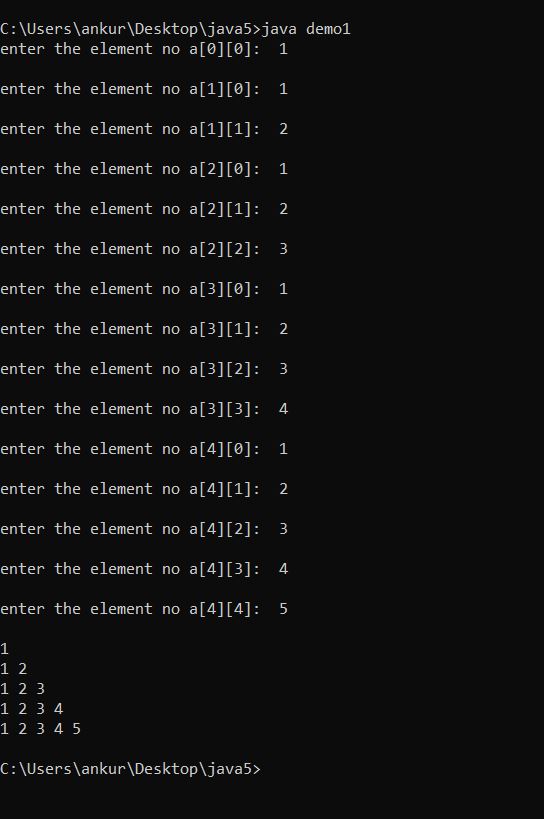 C:\Users\ankur\Desktop\java5>java demo1
enter the element no a[0][0]:  1
enter the element no a[1][0]:  1
enter the element no a[1][1]:  2
enter the element no a[2][0]:  1
enter the element no a[2][1]:  2
enter the element no a[2][2]:  3
enter the element no a[3][0]:  1
enter the element no a[3][1]:  2
enter the element no a[3][2]:  3
enter the element no a[3][3]:  4
enter the element no a[4][0]:  1
enter the element no a[4][1]:  2
enter the element no a[4][2]:  3
enter the element no a[4][3]:  4
enter the element no a[4][4]:  5
1
1 2
1 2 3
1 2 3 4
1 2 3 4 5
C:\Users\ankur\Desktop\java5>